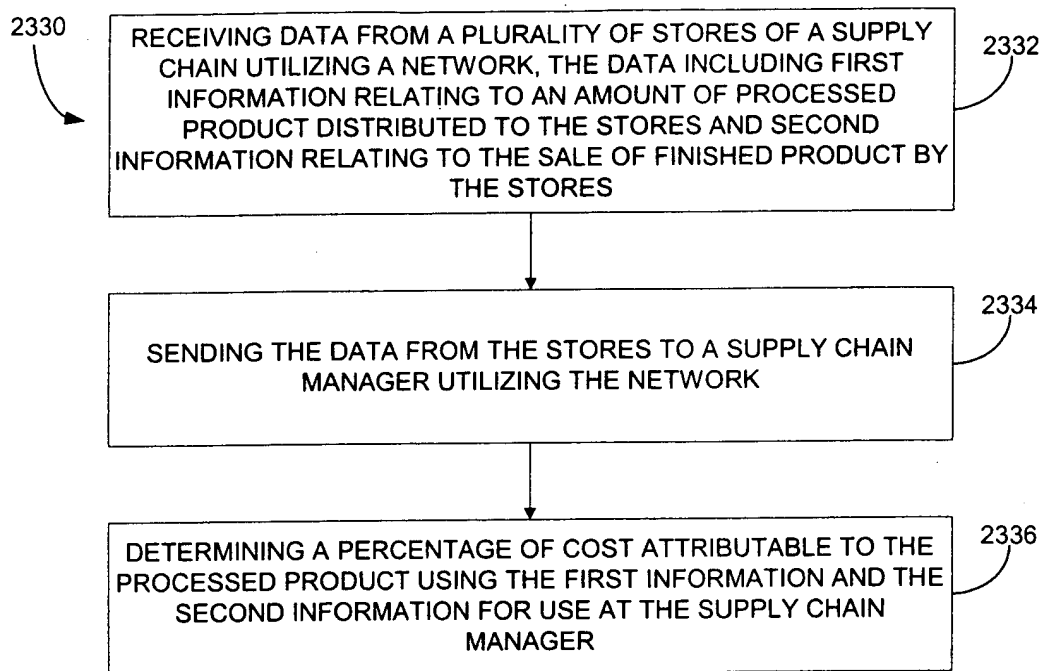 2330
RECEIVING DATA FROM A PLURALITY OF STORES OF A SUPPLY
CHAIN UTILIZING A NETWORK, THE DATA INCLUDING FIRST
INFORMATION RELATING TO AN AMOUNT OF PROCESSED
PRODUCT DISTRIBUTED TO THE STORES AND SECOND
INFORMATION RELATING TO THE SALE OF FINISHED PRODUCT BY
THE STORES
2332
SENDING THE DATA FROM THE STORES TO A SUPPLY CHAIN
MANAGER UTILIZING THE NETWORK
2334
DETERMINING A PERCENTAGE OF COST ATTRIBUTABLE TO THE
PROCESSED PRODUCT USING THE FIRST INFORMATION AND THE
SECOND INFORMATION FOR USE AT THE SUPPLY CHAIN
MANAGER
2336